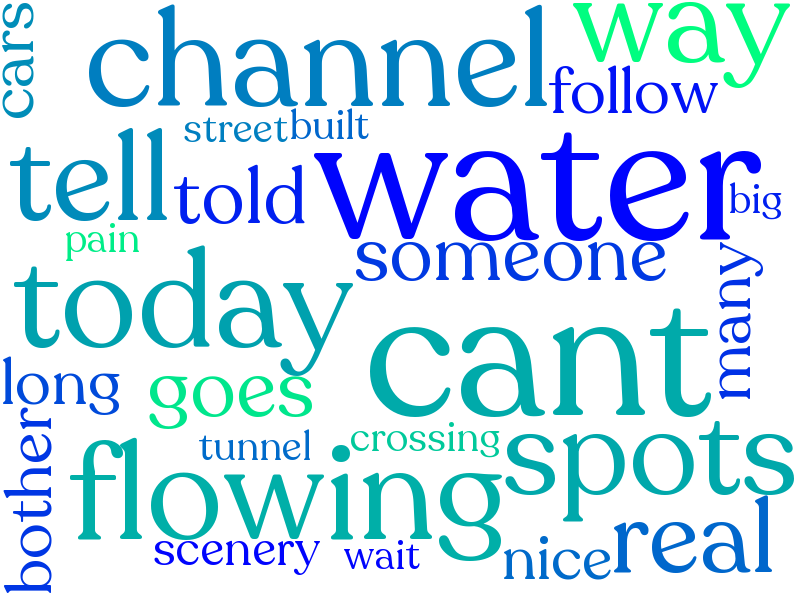 cars
channel
way
follow
street
built
tell
told
water
big
pain
someone
today
many
cant
long
goes
bother
tunnel
crossing
spots
flowing
real
scenery
wait
nice